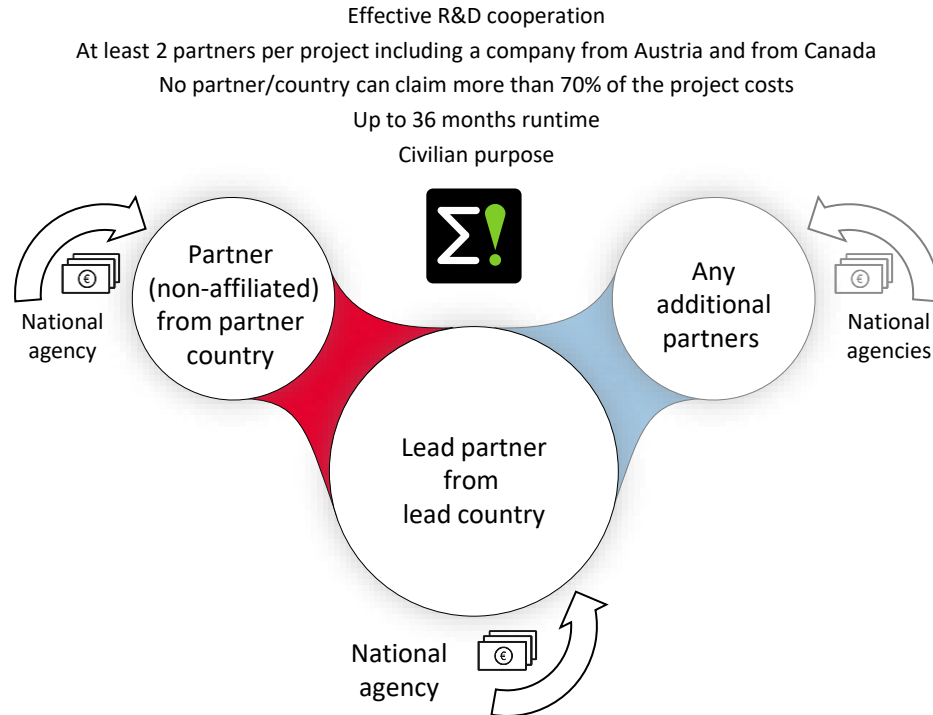 Effective R&D cooperation
At least 2 partners per project including a company from Austria and from Canada
No partner/country can claim more than 70% of the project costs
Up to 36 months runtime
Civilian purpose
Σ!
Partner
(non-affiliated)
from partner
country
Any
additional
partners
€
National
agency
€
National
agencies
Lead partner
from
lead country
€
National
agency